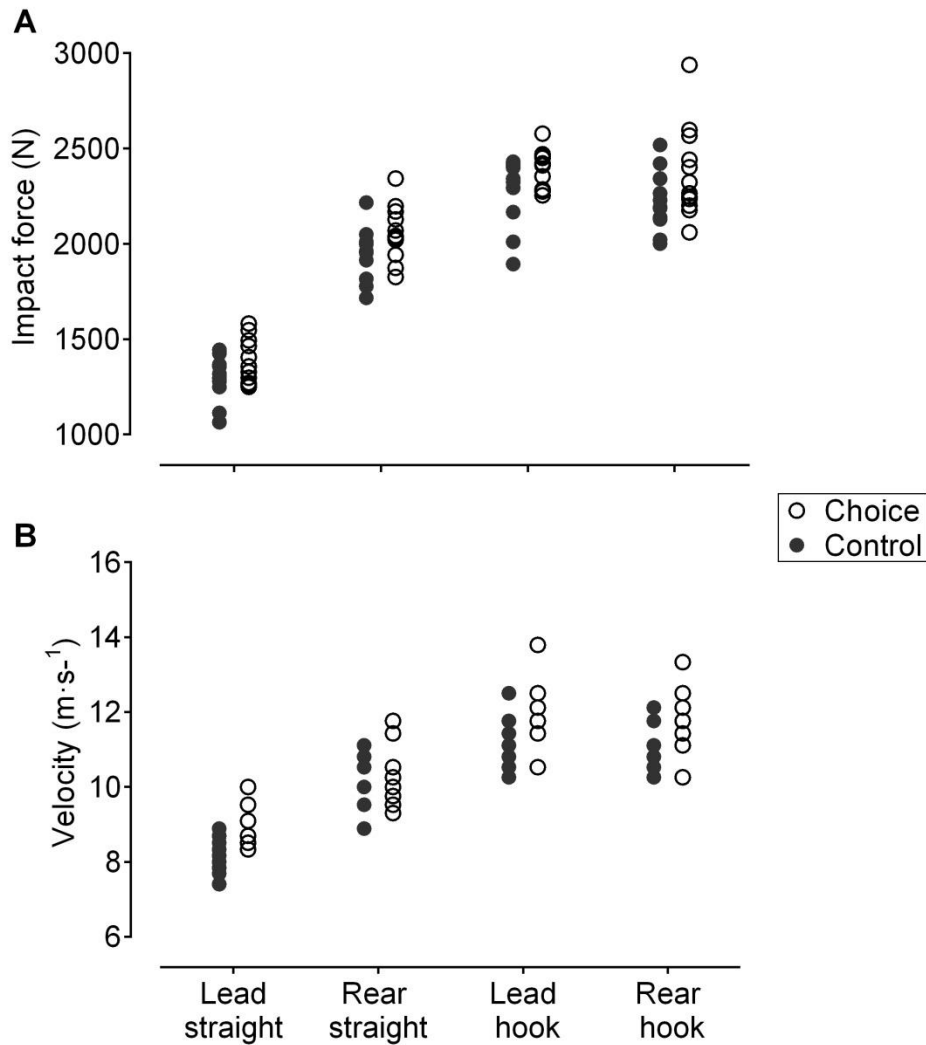 A
3000
2500
2000
1500
1000
Impact force (N)
Choice
Control
B
16
14
12
10
8
6
Velocity (m·s-¹)
Lead straight
Rear straight
Lead hook
Rear hook